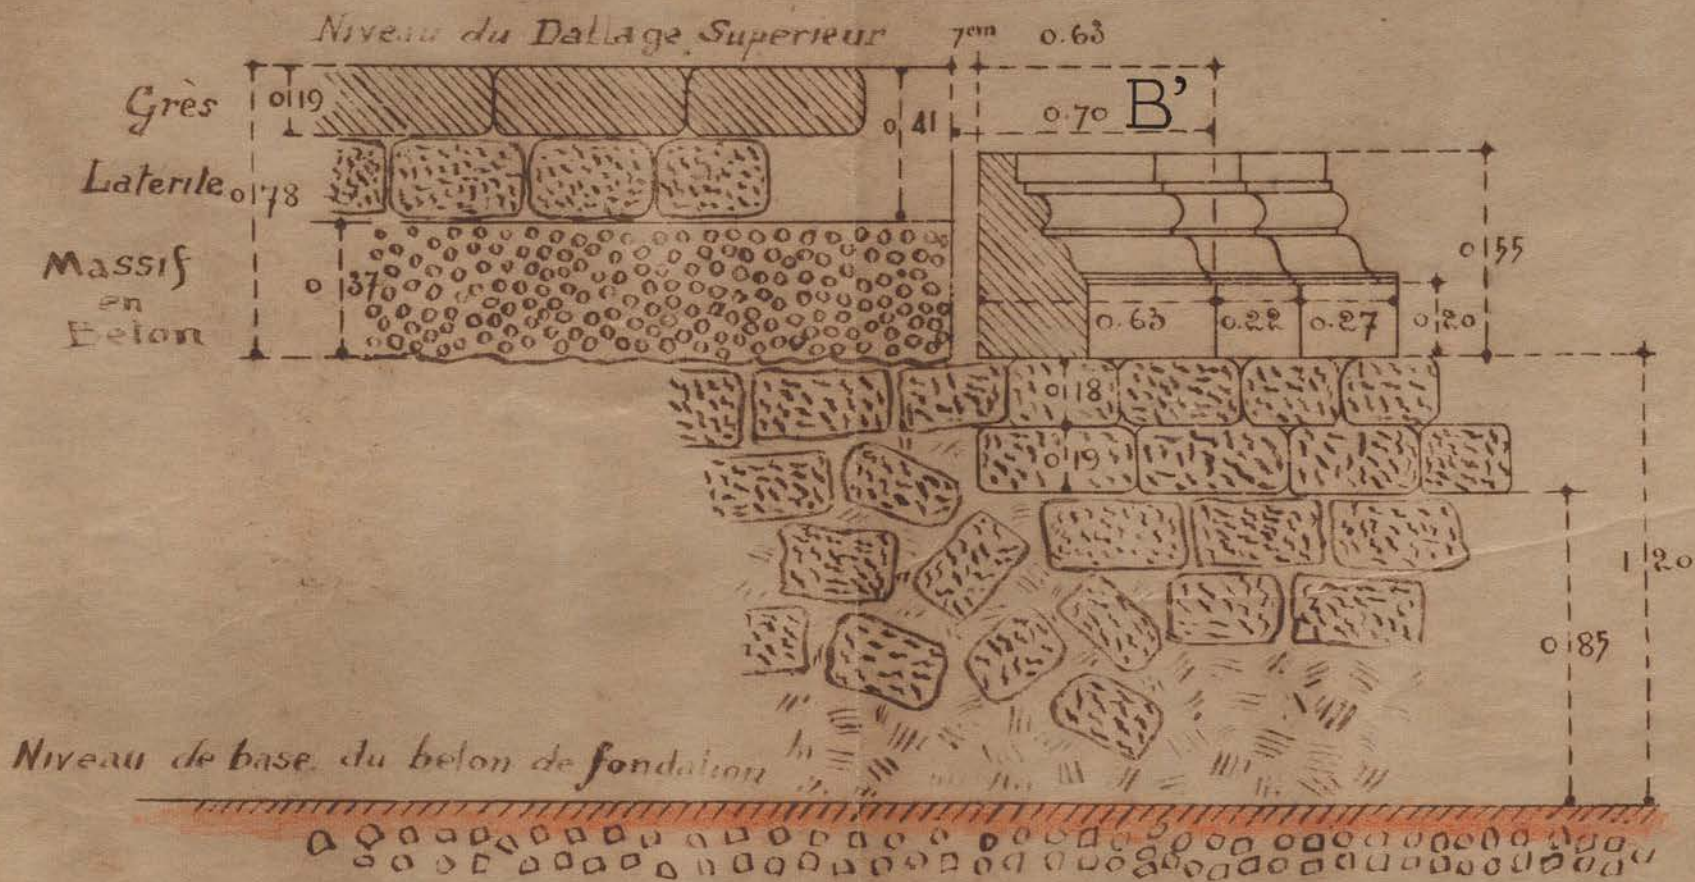 Niveau du Dallage Superieur
7cm 0.63
Grès
0 19
0 41
0.70 B’
Laterite
0 78
0 55
Massif
en
Beton
0 37
0.63 0.22 0.27 0 20
0 18
0 19
1 20
0 85
Niveau de base du beton de fondation